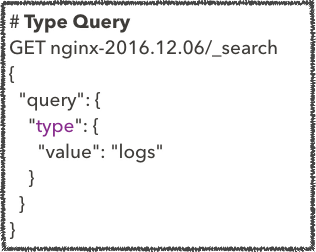 # Type Query
GET nginx-2016.12.06/_search
{
  "query": {
    "type": {
      "value": "logs"
    }
  }
}